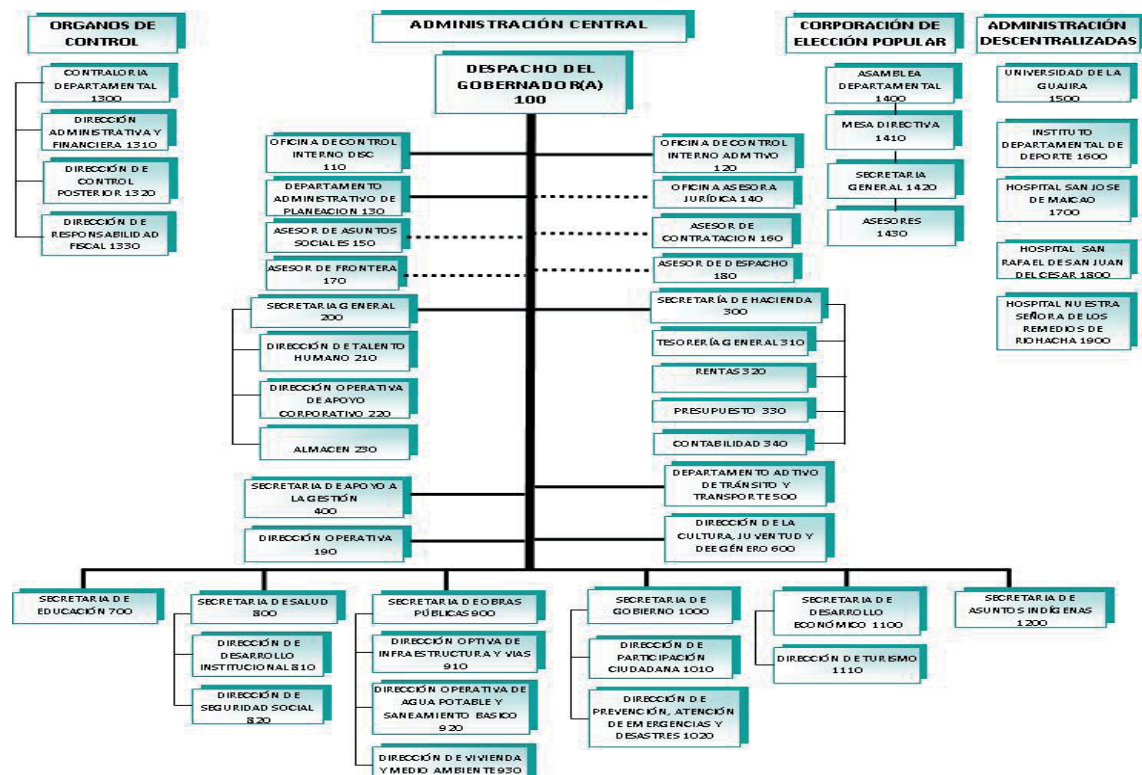 ORGANOS DE
CONTROL
CONTRALORIA
DEPARTAMENTAL
1300
DIRECCIÓN
ADMINISTRATIVA Y
FINANCIERA 1310
DIRECCIÓN
DE CONTROL
POSTERIOR 1320
DIRECCIÓN DE
RESPONSABILIDAD
FISCAL 1330
ADMINISTRACIÓN CENTRAL
DESPACHO DEL
GOBERNADOR(A)
100
OFICINA DE CONTROL
INTERNO DISC
110
OFICINA DE CONTROL
INTERNO ADMTIVO
120
DEPARTAMENTO
ADMINISTRATIVO DE
PLANEACION 130
OFICINA ASESORA
JURÍDICA 140
ASESOR DE ASUNTOS
SOCIALES 150
ASESOR DE
CONTRATACION 160
ASESOR DE FRONTERA
170
ASESOR DE DESPACHO
180
SECRETARIA GENERAL
200
SECRETARÍA DE HACIENDA
300
DIRECCIÓN DE TALENTO
HUMANO 210
TESORERÍA GENERAL 310
DIRECCIÓN OPERATIVA
DE APOYO
CORPORATIVO 220
RENTAS 320
PRESUPUESTO 330
ALMACEN 230
CONTABILIDAD 340
SECRETARIA DE APOYO A
LA GESTIÓN
400
DEPARTAMENTO ADTIVO
DE TRÁNSITO Y
TRANSPORTE 500
DIRECCIÓN OPERATIVA
190
DIRECCIÓN DE LA
CULTURA, JUVENTUD Y
DEE GÉNERO 600
CORPORACIÓN DE
ELECCIÓN POPULAR
ASAMBLEA
DEPARTAMENTAL
1400
MESA DIRECTIVA
1410
SECRETARIA
GENERAL 1420
ASESORES
1430
ADMINISTRACIÓN
DESCENTRALIZADAS
UNIVERSIDAD DE LA
GUAJIRA
1500
INSTITUTO
DEPARTAMENTAL DE
DEPORTE 1600
HOSPITAL SAN JOSE
DE MAICAO
1700
HOSPITAL SAN
RAFAEL DE SAN JUAN
DEL CESAR 1800
HOSPITAL NUESTRA
SEÑORA DE LOS
REMEDIOS DE
RIOHACHA 1900
SECRETARIA DE
EDUCACIÓN 700
SECRETARIA DE SALUD
800
DIRECCIÓN DE
DESARROLLO
INSTITUCIONAL 810
DIRECCIÓN DE
SEGURIDAD SOCIAL
820
SECRETARIA DE OBRAS
PÚBLICAS 900
DIRECCIÓN OPTIVA DE
INFRAESTRUCTURA Y VIAS
910
DIRECCIÓN OPERATIVA DE
AGUA POTABLE Y
SANEAMIENTO BASICO
920
DIRECCIÓN DE VIVIENDA
Y MEDIO AMBIENTE 930
SECRETARIA DE
GOBIERNO 1000
DIRECCIÓN DE
PARTICIPACIÓN
CIUDADANA 1010
DIRECCIÓN DE
PREVENCIÓN, ATENCIÓN
DE EMERGENCIAS Y
DESASTRES 1020
SECRETARIA DE
DESARROLLO
ECONÓMICO 1100
DIRECCIÓN DE TURISMO
1110
SECRETARIA DE
ASUNTOS INDÍGENAS
1200